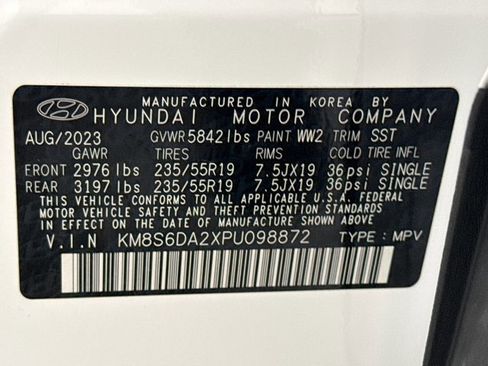 MANUFACTURED IN KOREA BY
HYUNDAI MOTOR COMPANY
AUG/2023 GVWR 5842 lbs PAINT WW2 TRIM SST
GAWR TIRES RIMS COLD TIRE INFL
FRONT 2976 lbs 235/55R19 7.5JX19 36psi SINGLE
REAR 3197 lbs 235/55R19 7.5JX19 36psi SINGLE
THIS VEHICLE CONFORMS TO ALL APPLICABLE U.S.A. FEDERAL
MOTOR VEHICLE SAFETY, BUMPER, AND THEFT PREVENTION STANDARDS
IN EFFECT ON THE DATE OF MANUFACTURE SHOWN ABOVE
V.I.N KM8S6DA2XPU098872 TYPE : MPV